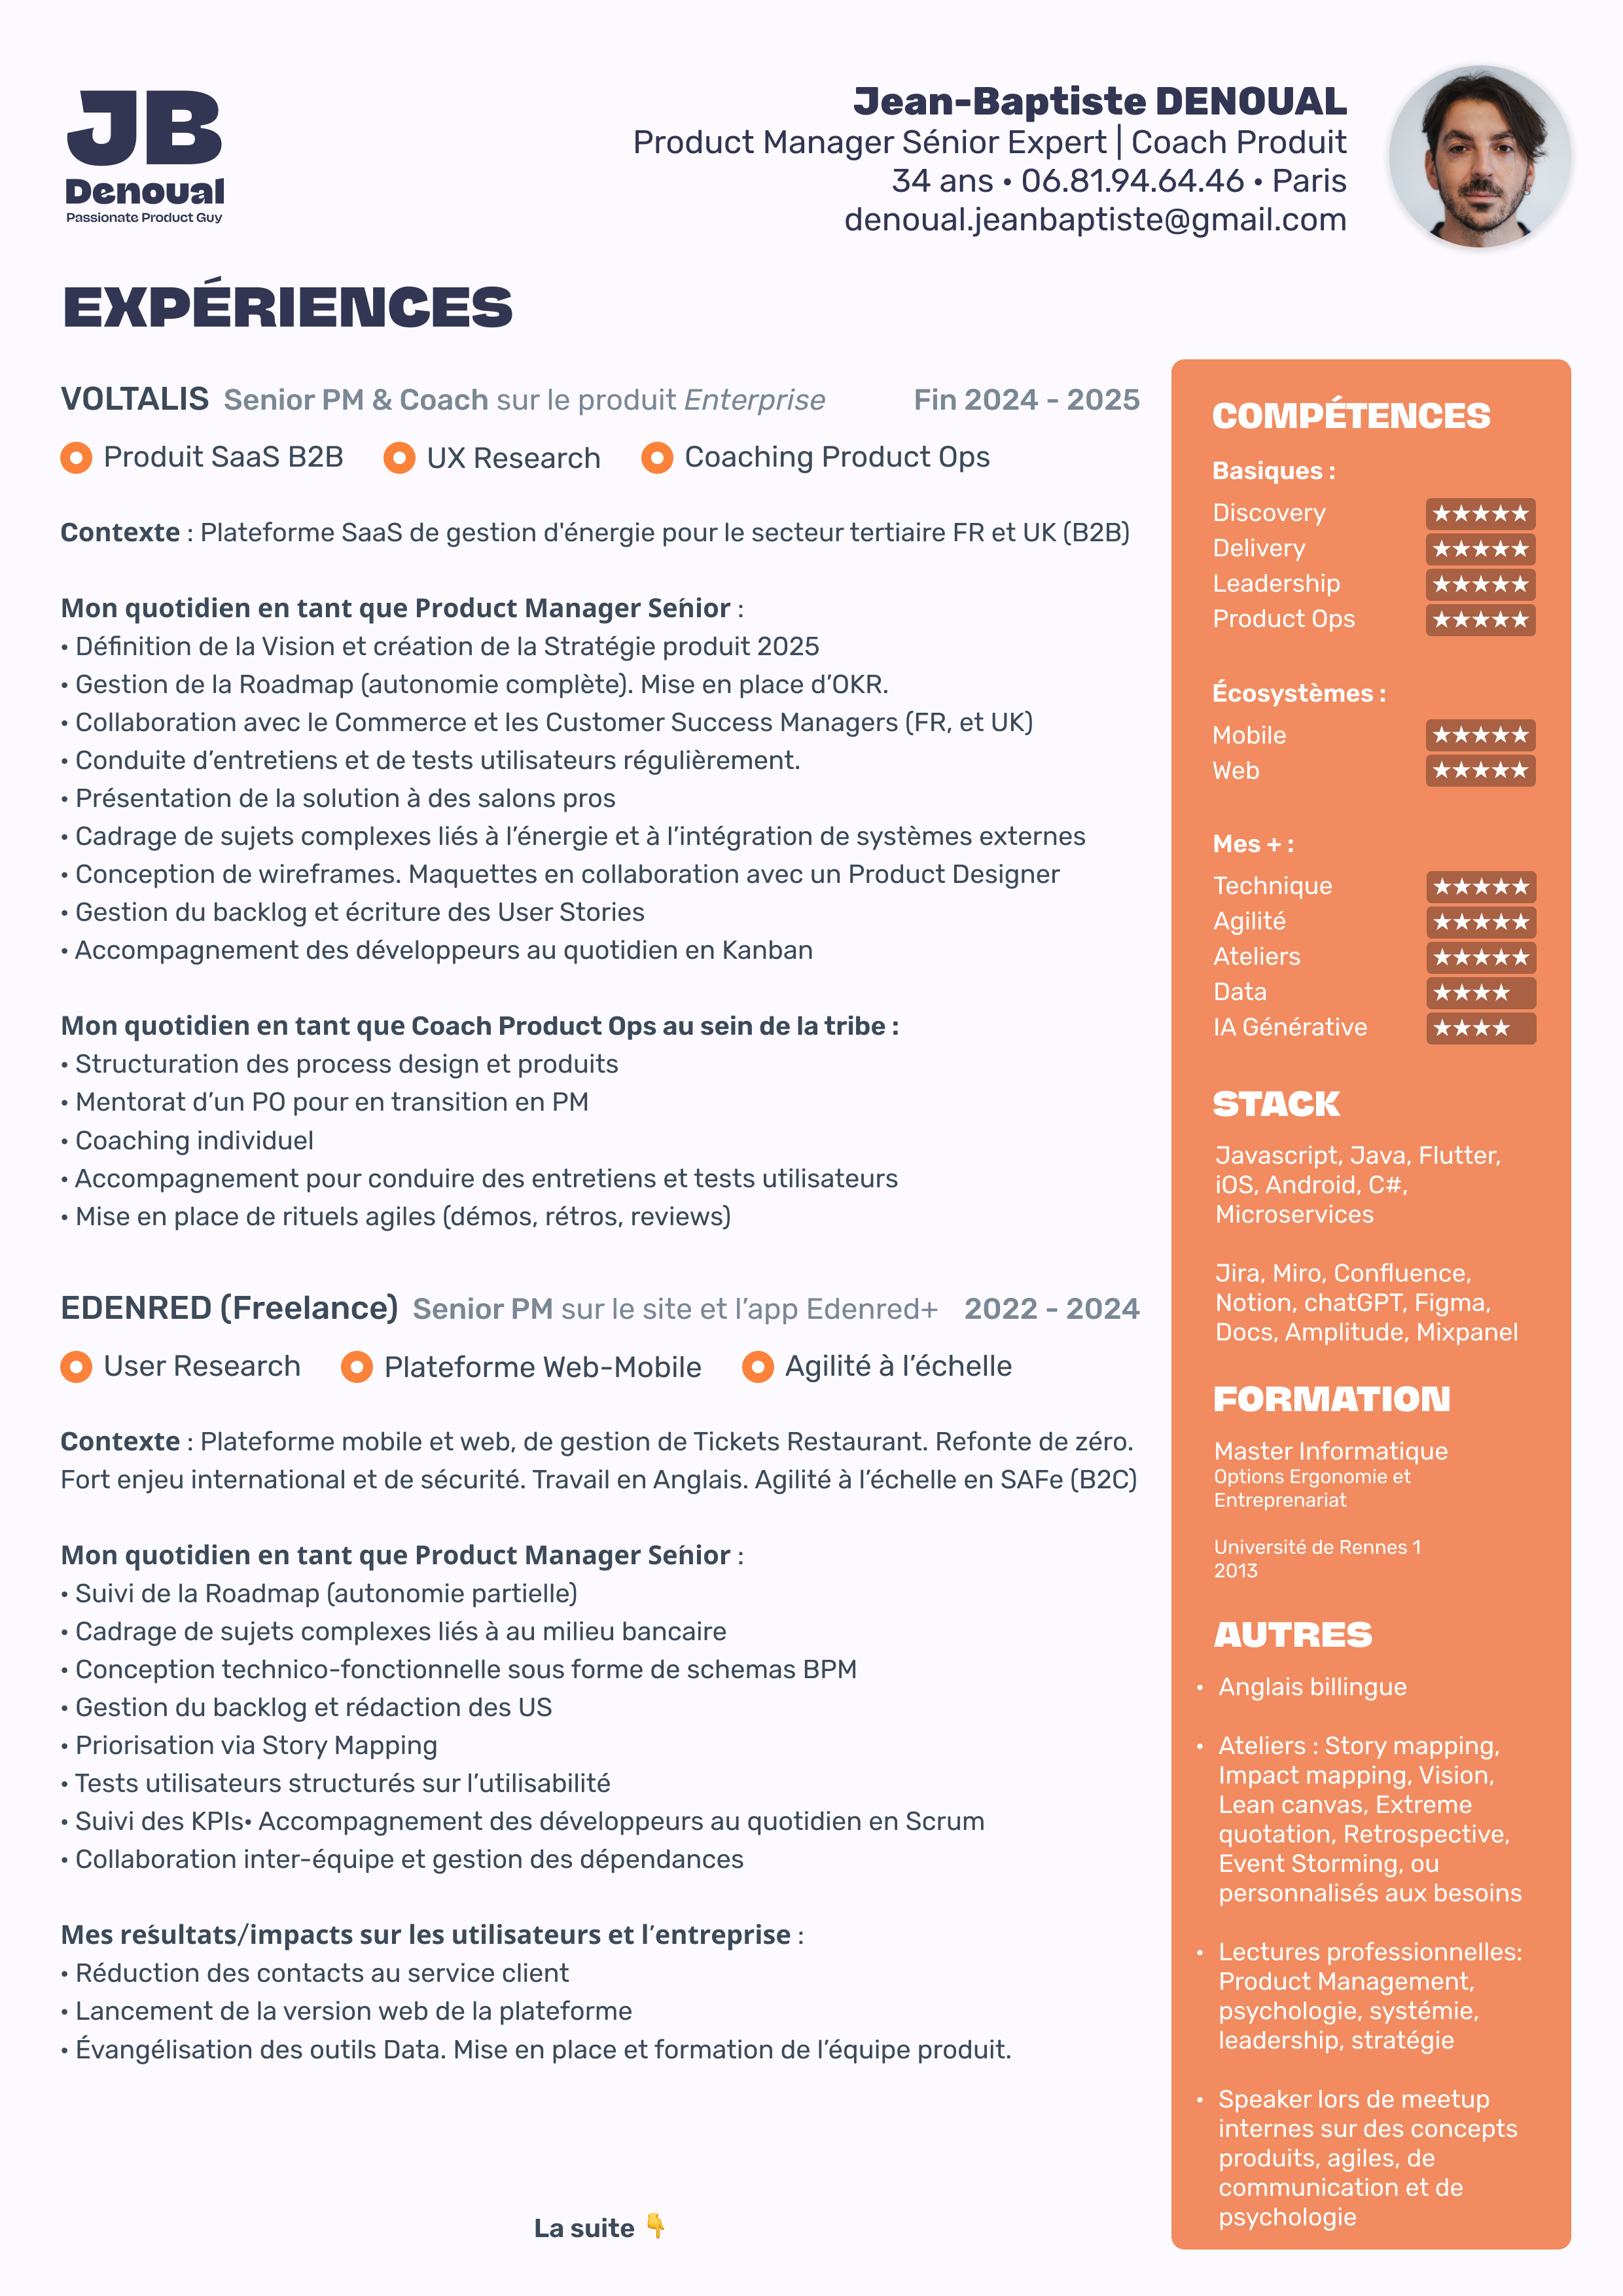 JB
Denoual
Passionate Product Guy
Jean-Baptiste DENOUAL
Product Manager Sénior Expert | Coach Produit
34 ans • 06.81.94.64.46 • Paris
denoual.jeanbaptiste@gmail.com
EXPÉRIENCES
VOLTALIS Senior PM & Coach sur le produit Enterprise Fin 2024 - 2025
Produit SaaS B2B UX Research Coaching Product Ops
Contexte : Plateforme SaaS de gestion d'énergie pour le secteur tertiaire FR et UK (B2B)
Mon quotidien en tant que Product Manager Seńior :
• Définition de la Vision et création de la Stratégie produit 2025
• Gestion de la Roadmap (autonomie complète). Mise en place d’OKR.
• Collaboration avec le Commerce et les Customer Success Managers (FR, et UK)
• Conduite d’entretiens et de tests utilisateurs régulièrement.
• Présentation de la solution à des salons pros
• Cadrage de sujets complexes liés à l’énergie et à l’intégration de systèmes externes
• Conception de wireframes. Maquettes en collaboration avec un Product Designer
• Gestion du backlog et écriture des User Stories
• Accompagnement des développeurs au quotidien en Kanban
Mon quotidien en tant que Coach Product Ops au sein de la tribe :
• Structuration des process design et produits
• Mentorat d’un PO pour en transition en PM
• Coaching individuel
• Accompagnement pour conduire des entretiens et tests utilisateurs
• Mise en place de rituels agiles (démos, rétros, reviews)
EDENRED (Freelance) Senior PM sur le site et l’app Edenred+ 2022 - 2024
User Research Plateforme Web-Mobile Agilité à l’échelle
Contexte : Plateforme mobile et web, de gestion de Tickets Restaurant. Refonte de zéro.
Fort enjeu international et de sécurité. Travail en Anglais. Agilité à l’échelle en SAFe (B2C)
Mon quotidien en tant que Product Manager Seńior :
• Suivi de la Roadmap (autonomie partielle)
• Cadrage de sujets complexes liés à au milieu bancaire
• Conception technico-fonctionnelle sous forme de schemas BPM
• Gestion du backlog et rédaction des US
• Priorisation via Story Mapping
• Tests utilisateurs structurés sur l’utilisabilité
• Suivi des KPIs• Accompagnement des développeurs au quotidien en Scrum
• Collaboration inter-équipe et gestion des dépendances
Mes reśultats/impacts sur les utilisateurs et l’entreprise :
• Réduction des contacts au service client
• Lancement de la version web de la plateforme
• Évangélisation des outils Data. Mise en place et formation de l’équipe produit.
La suite 👇
COMPÉTENCES
Basiques :
Discovery ★★★★★
Delivery ★★★★★
Leadership ★★★★★
Product Ops ★★★★★
Écosystèmes :
Mobile ★★★★★
Web ★★★★★
Mes + :
Technique ★★★★★
Agilité ★★★★★
Ateliers ★★★★★
Data ★★★★
IA Générative ★★★★
STACK
Javascript, Java, Flutter,
iOS, Android, C#,
Microservices
Jira, Miro, Confluence,
Notion, chatGPT, Figma,
Docs, Amplitude, Mixpanel
FORMATION
Master Informatique
Options Ergonomie et
Entreprenariat
Université de Rennes 1
2013
AUTRES
• Anglais billingue
• Ateliers : Story mapping,
Impact mapping, Vision,
Lean canvas, Extreme
quotation, Retrospective,
Event Storming, ou
personnalisés aux besoins
• Lectures professionnelles:
Product Management,
psychologie, systémie,
leadership, stratégie
• Speaker lors de meetup
internes sur des concepts
produits, agiles, de
communication et de
psychologie